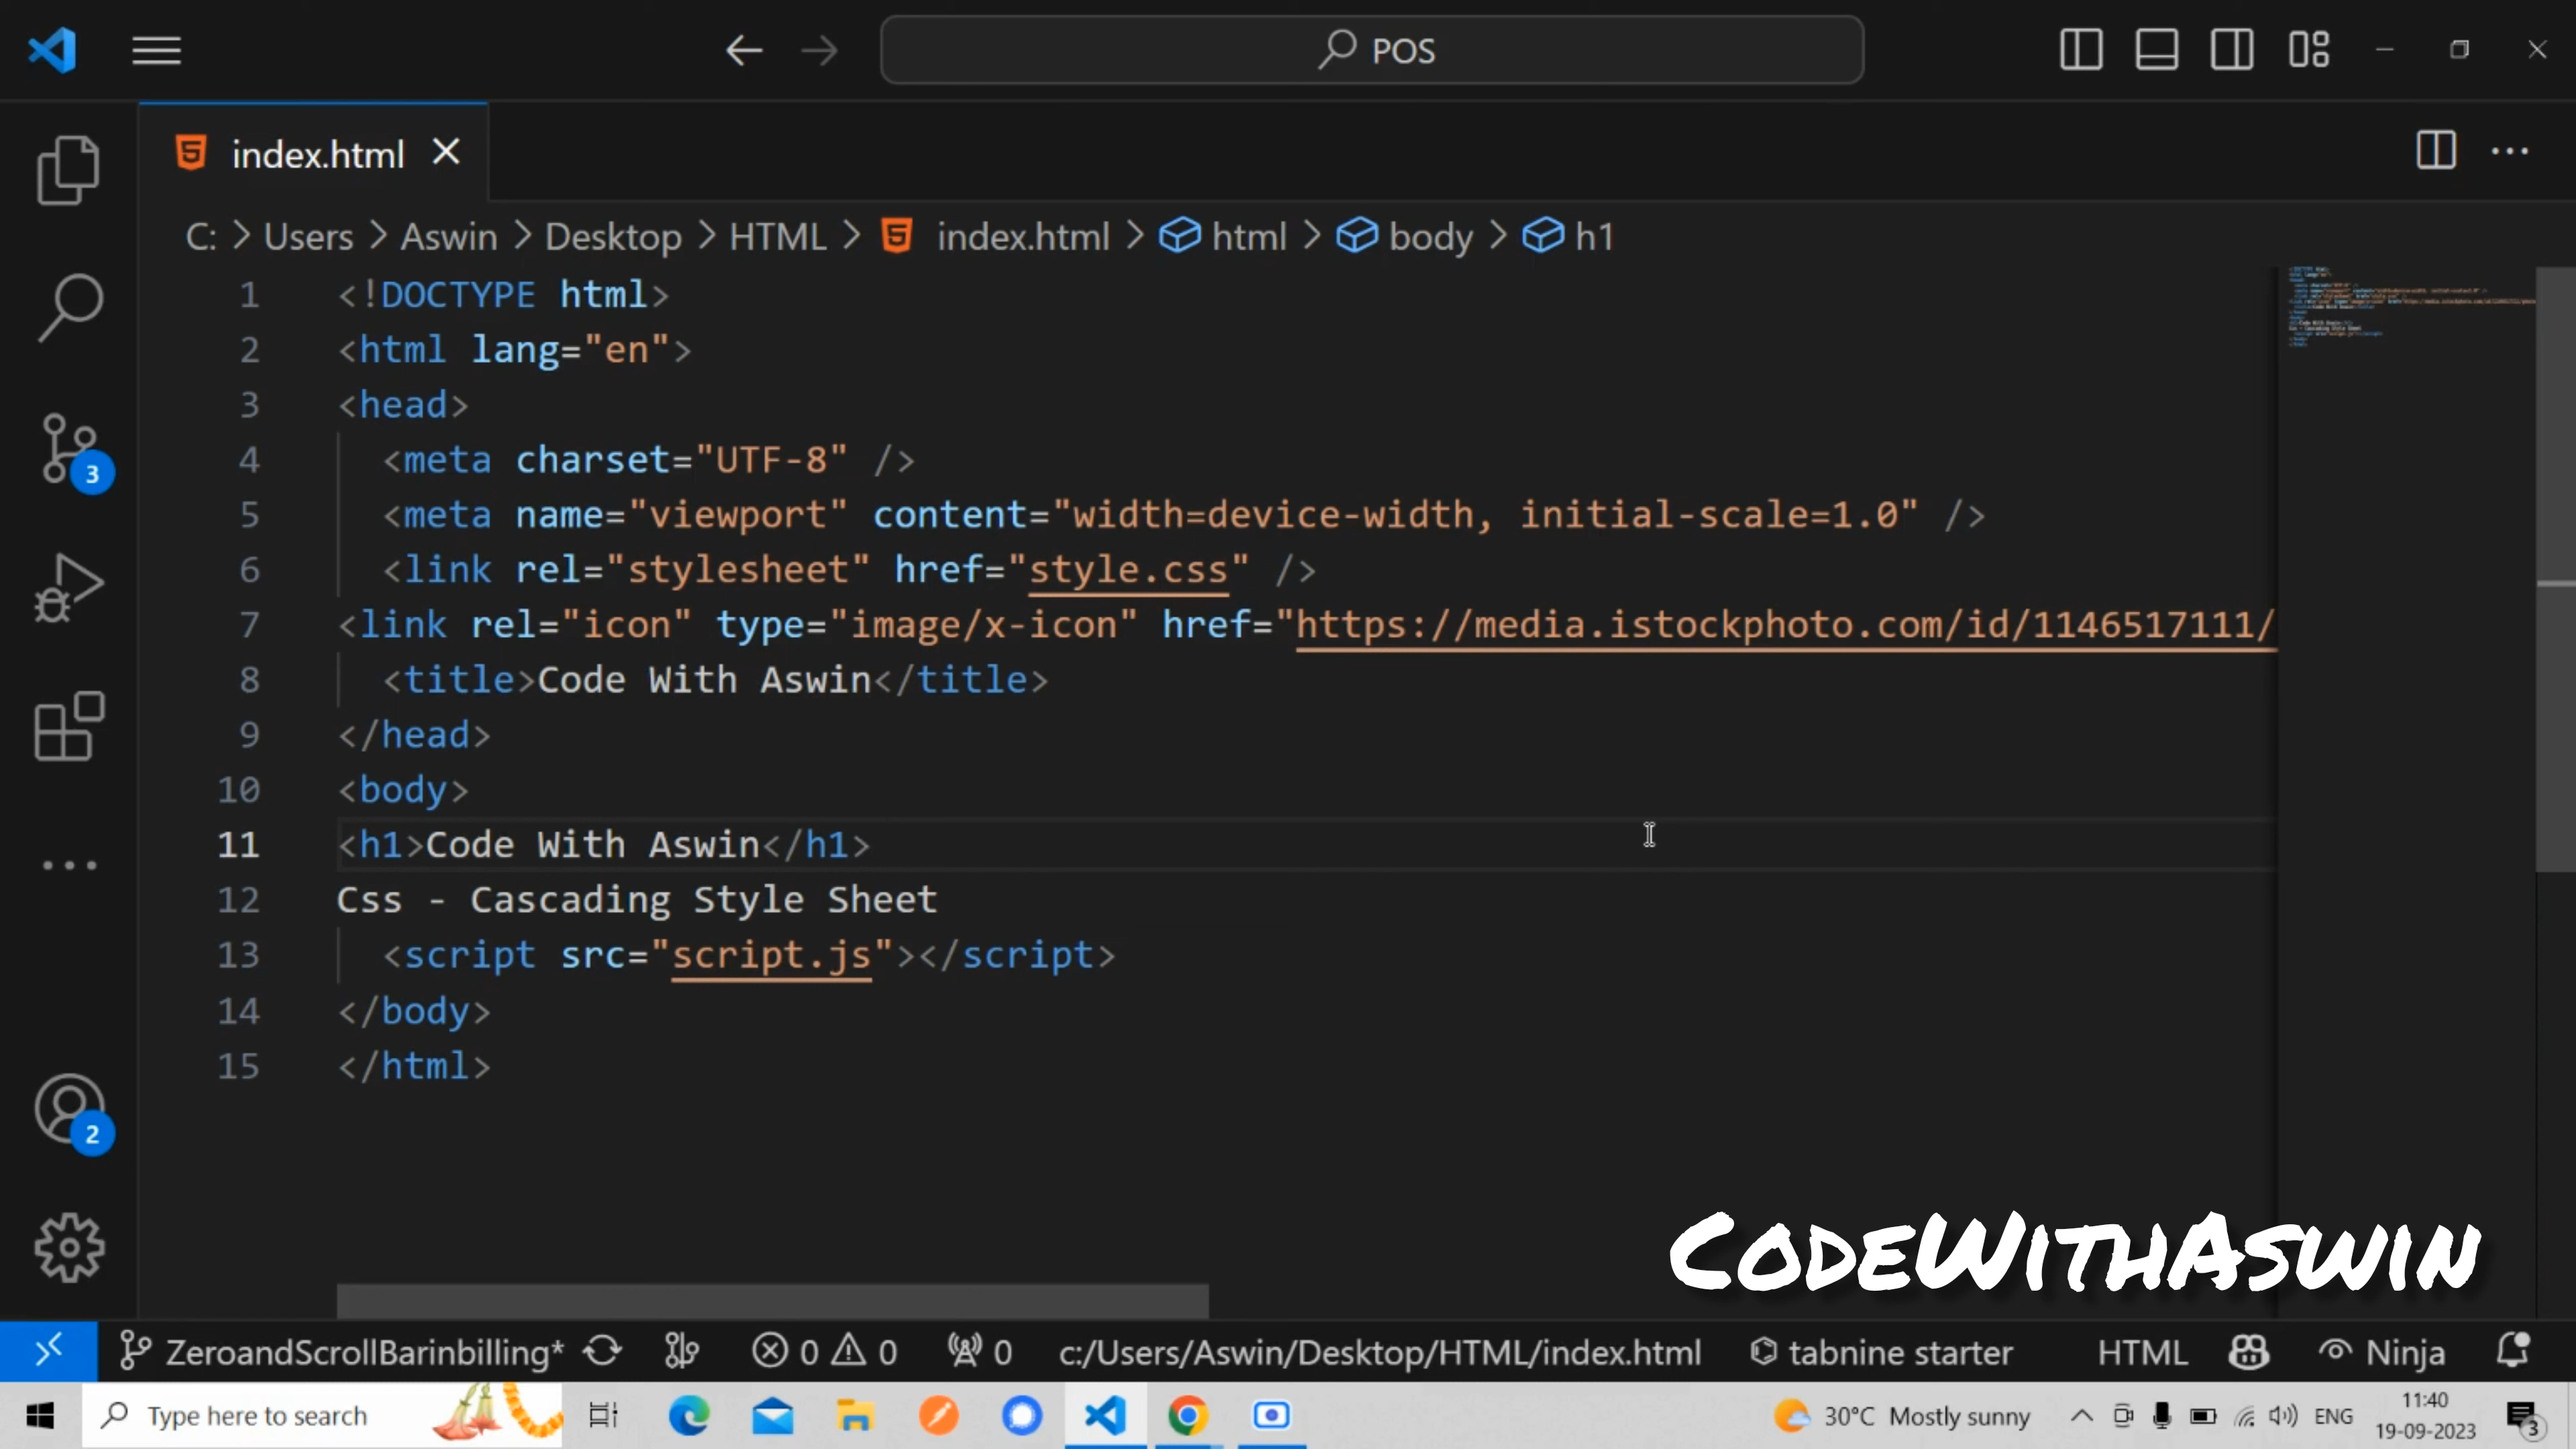 POS
index.html
C: > Users > Aswin > Desktop > HTML > index.html > html > body > h1
1 <!DOCTYPE html>
2 <html lang="en">
3 <head>
4 <meta charset="UTF-8" />
5 <meta name="viewport" content="width=device-width, initial-scale=1.0" />
6 <link rel="stylesheet" href="style.css" />
7 <link rel="icon" type="image/x-icon" href="https://media.istockphoto.com/id/1146517111/
8 <title>Code With Aswin</title>
9 </head>
10 <body>
11 <h1>Code With Aswin</h1>
12 Css - Cascading Style Sheet
13 <script src="script.js"></script>
14 </body>
15 </html>
3
2
CodeWithAswin
ZeroandScrollBarinbilling* 0 0 0 c:/Users/Aswin/Desktop/HTML/index.html tabnine starter HTML Ninja
Type here to search 30°C Mostly sunny ENG 11:40
19-09-2023 3